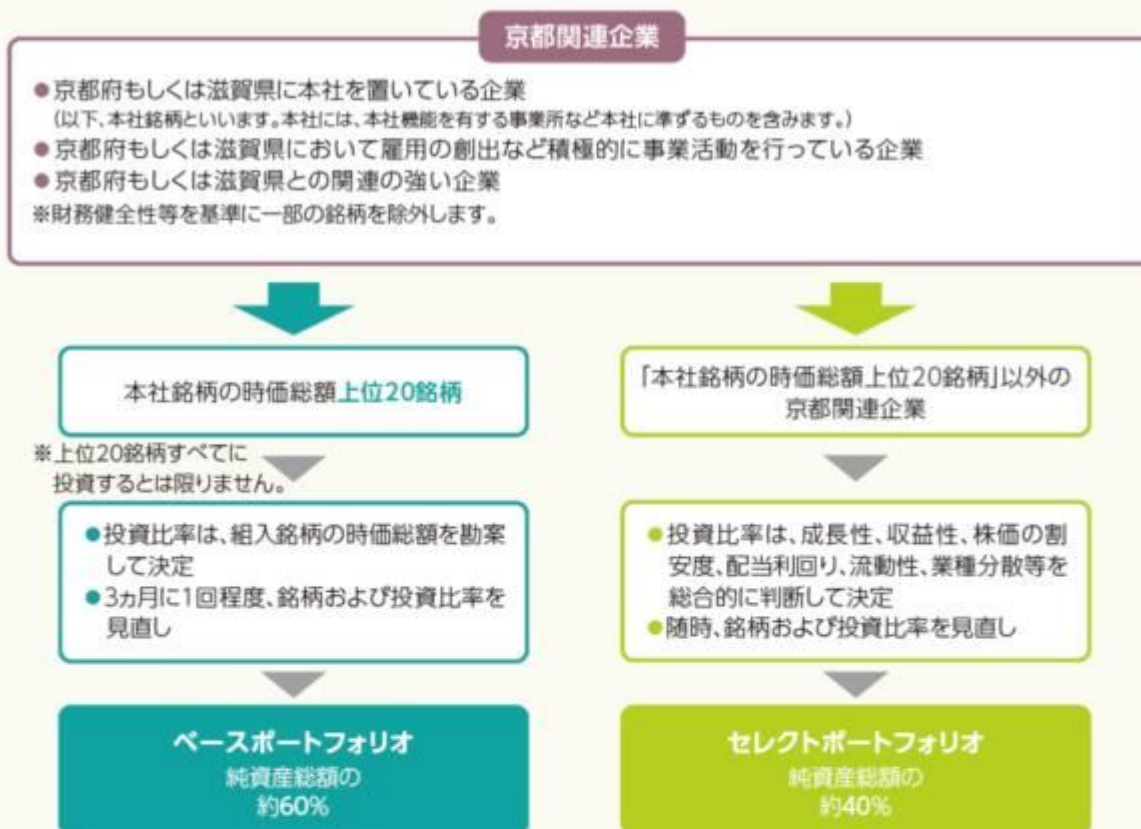 京都関連企業
●京都府もしくは滋賀県に本社を置いている企業
(以下、本社銘柄といいます。本社には、本社機能を有する事業所など本社に準ずるものを含みます。)
●京都府もしくは滋賀県において雇用の創出など積極的に事業活動を行っている企業
●京都府もしくは滋賀県との関連の強い企業
※財務健全性等を基準に一部の銘柄を除外します。
本社銘柄の時価総額上位20銘柄
※上位20銘柄すべてに
投資するとは限りません。
●投資比率は、組入銘柄の時価総額を勘案
して決定
●3ヵ月に1回程度、銘柄および投資比率を
見直し
ベースポートフォリオ
純資産総額の
約60%
「本社銘柄の時価総額上位20銘柄」以外の
京都関連企業
●投資比率は、成長性、収益性、株価の割
安度、配当利回り、流動性、業種分散等を
総合的に判断して決定
●随時、銘柄および投資比率を見直し
セレクトポートフォリオ
純資産総額の
約40%